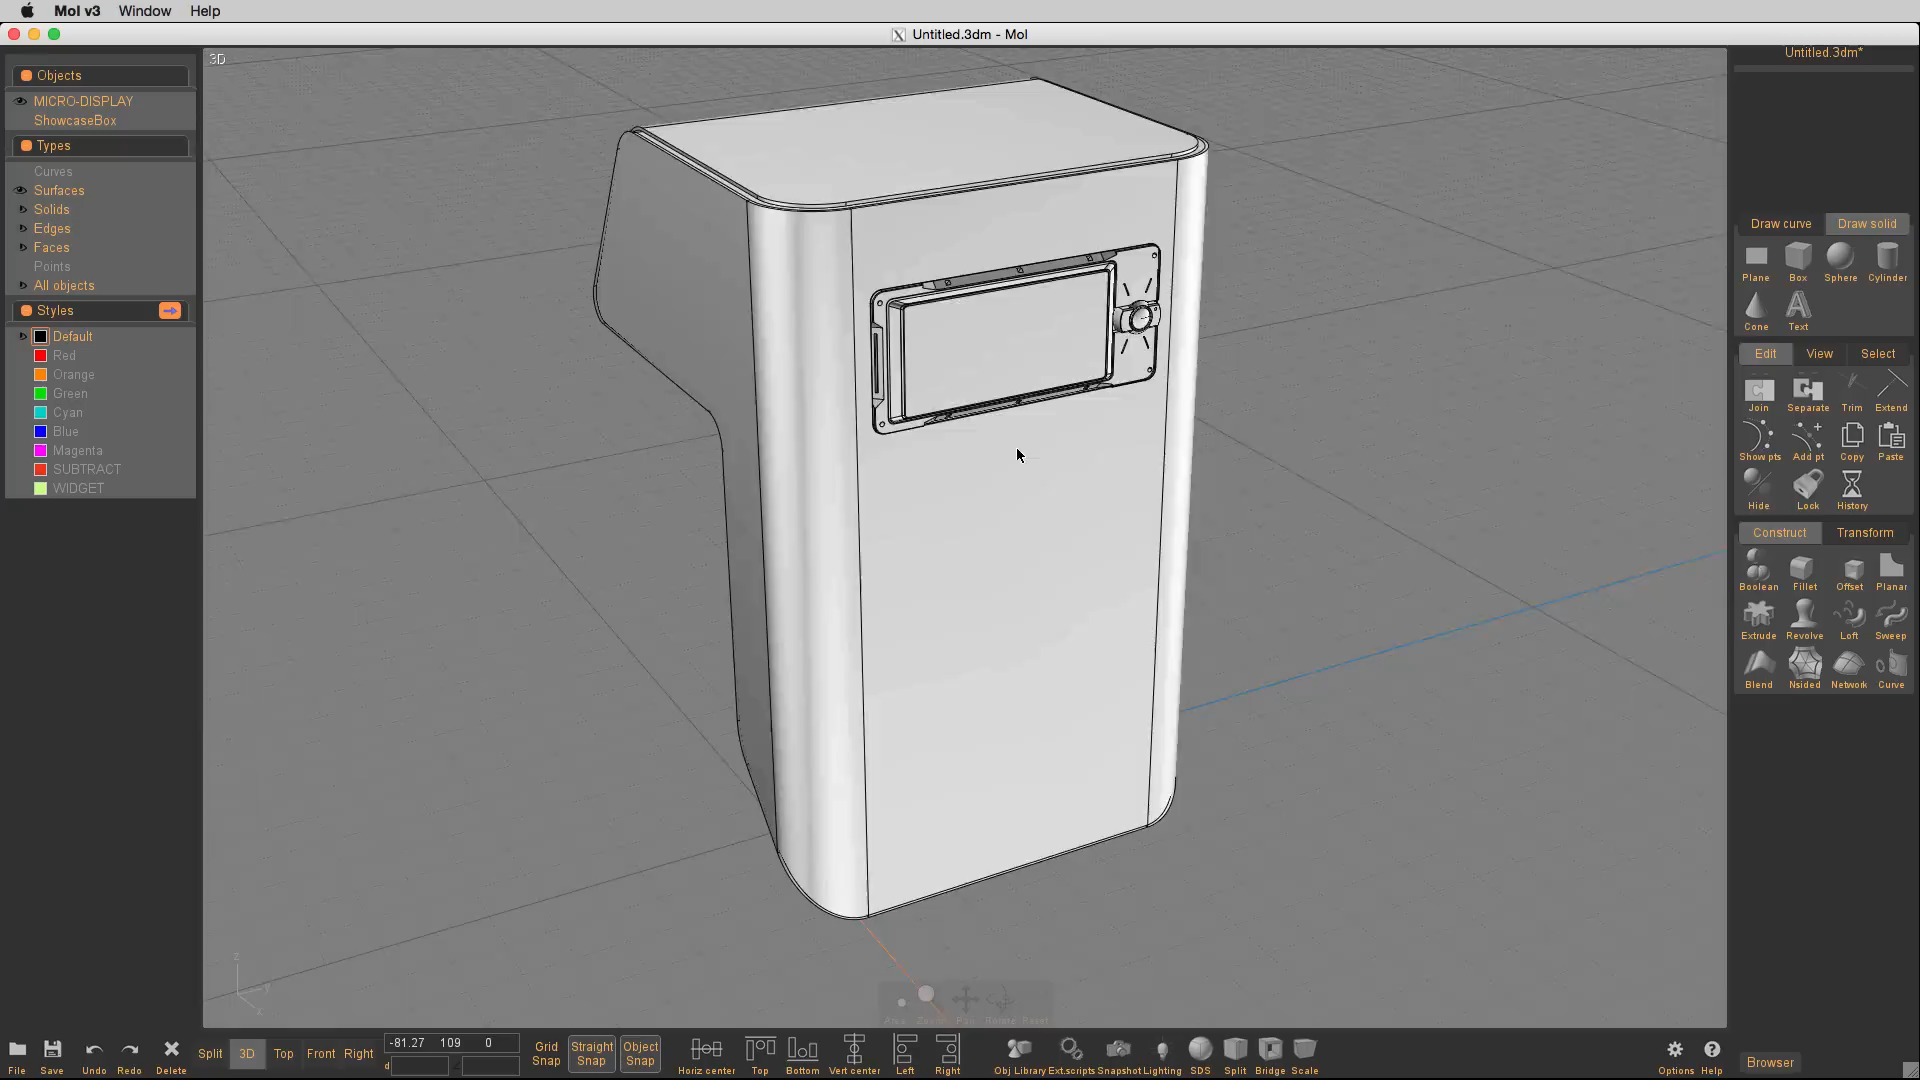 MoI v3 Window Help
Untitled.3dm - MoI
3D
Objects
MICRO-DISPLAY
ShowcaseBox
Types
Curves
Surfaces
Solids
Edges
Faces
Points
All objects
Styles
Default
Red
Orange
Green
Cyan
Blue
Magenta
SUBTRACT
WIDGET
Untitled.3dm*
Draw curve Draw solid
Plane Box Sphere Cylinder
Cone Text
Edit View Select
Join Separate Trim Extend
Show pts Add pt Copy Paste
Hide Lock History
Construct Transform
Boolean Fillet Offset Planar
Extrude Revolve Loft Sweep
Blend Nsided Network Curve
z
Y
x
Area Zoom Pan Rotate Reset
File Save Undo Redo Delete
Split 3D Top Front Right
-81.27 109 0
d
Grid Snap
Straight Snap
Object Snap
Horiz center Top Bottom Vert center Left Right
Obj Library Ext.scripts Snapshot Lighting SDS Split Bridge Scale
Options Help
Browser